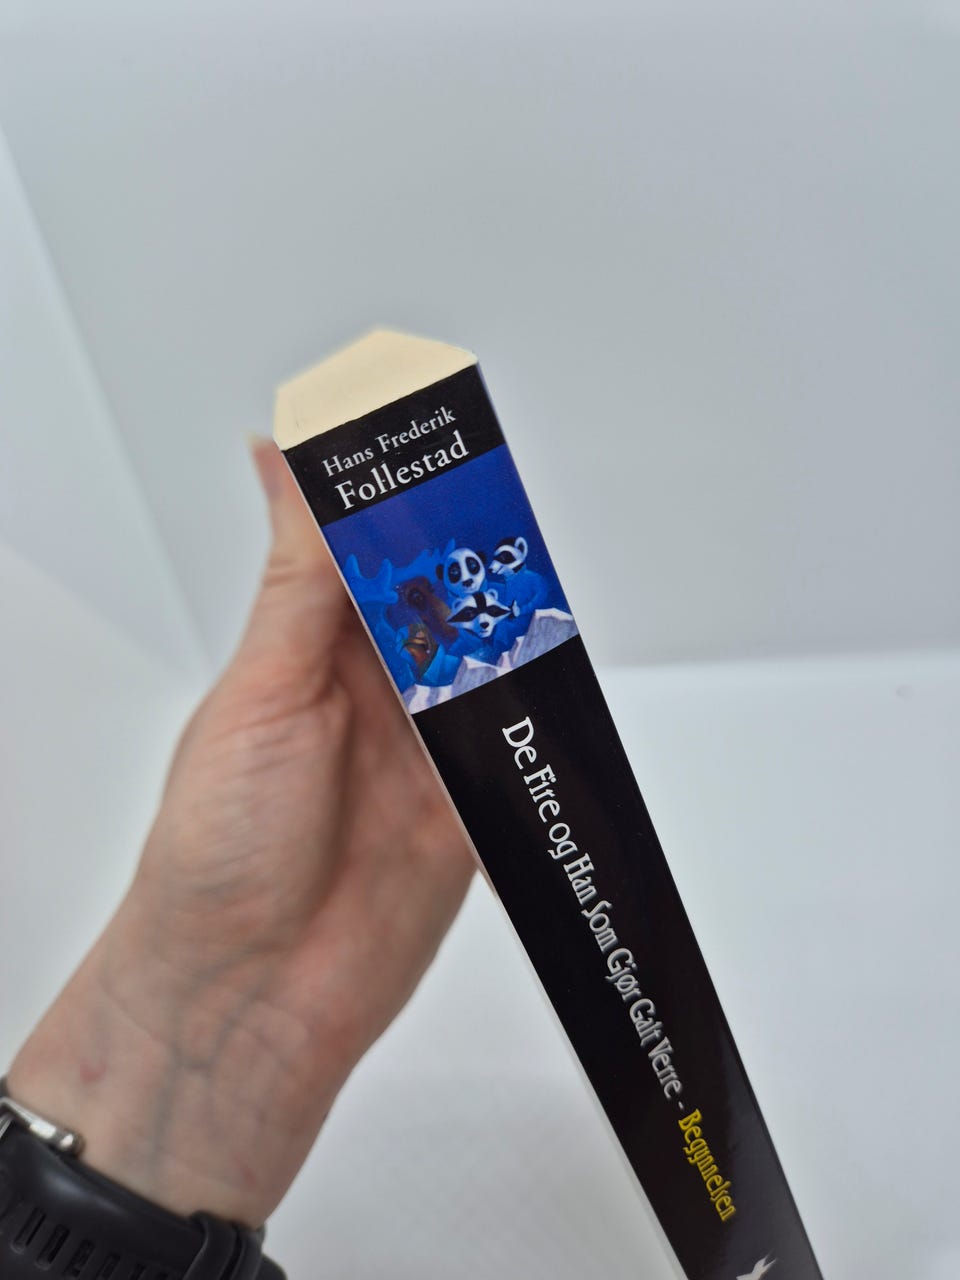 Hans Frederik
Follestad
De Fire og Han Som Gjør Galt Verre - Begynnelsen